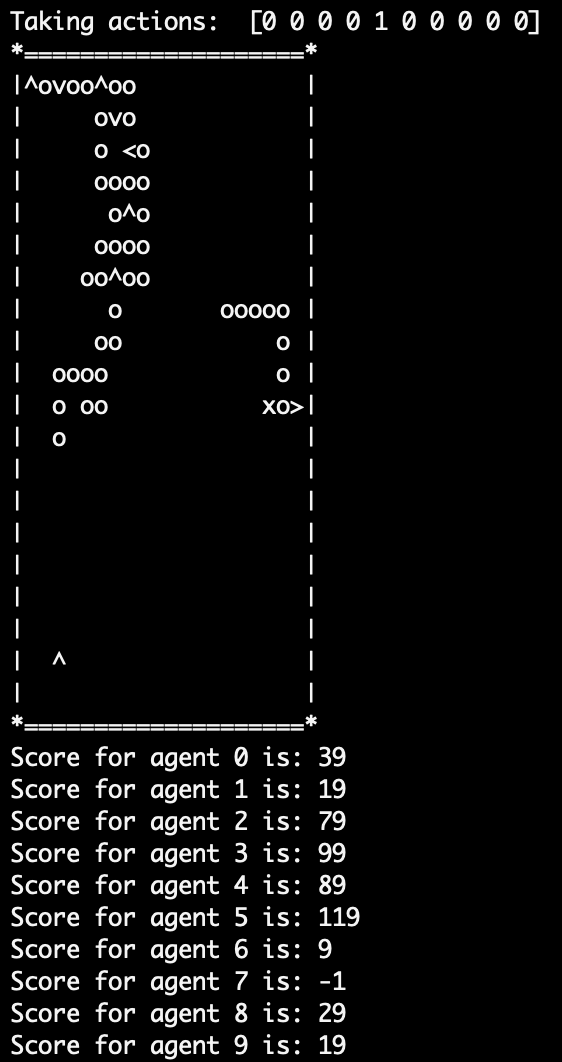 Taking actions:  [0 0 0 0 1 0 0 0 0 0]
*====================*
|^ovoo^oo            |
|     ovo            |
|     o <o           |
|     oooo           |
|      o^o           |
|     oooo           |
|    oo^oo           |
|      o       ooooo |
|     oo           o |
|  oooo            o |
|  o oo           xo>|
|  o                 |
|                    |
|                    |
|                    |
|                    |
|                    |
|                    |
|  ^                 |
|                    |
*====================*
Score for agent 0 is: 39
Score for agent 1 is: 19
Score for agent 2 is: 79
Score for agent 3 is: 99
Score for agent 4 is: 89
Score for agent 5 is: 119
Score for agent 6 is: 9
Score for agent 7 is: -1
Score for agent 8 is: 29
Score for agent 9 is: 19